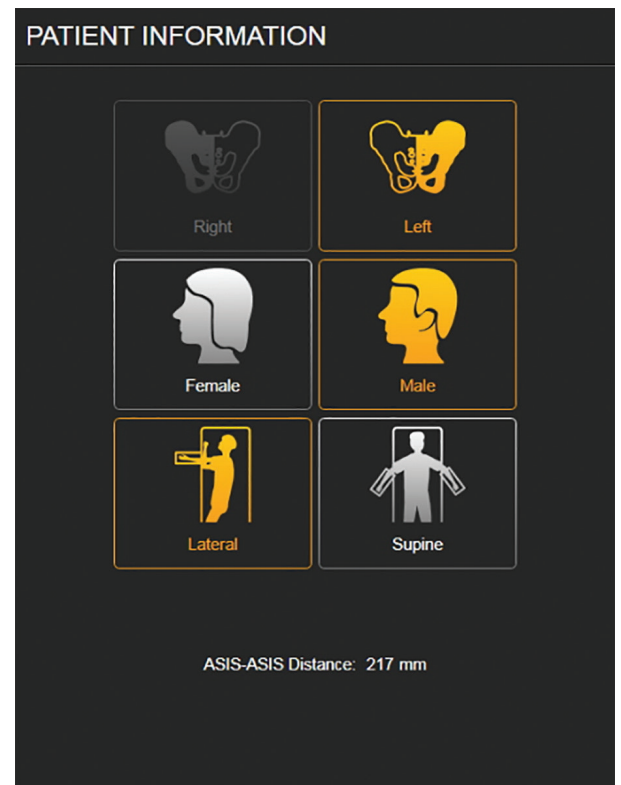 PATIENT INFORMATION
Right
Left
Female
Male
Lateral
Supine
ASIS-ASIS Distance: 217 mm